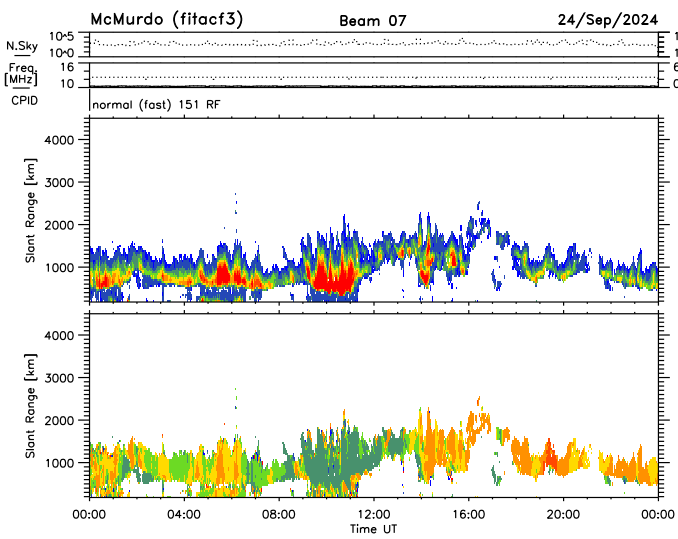 McMurdo (fitacf3) Beam 07 24/Sep/2024
N.Sky 10^5 10^0
Freq. [MHz] 16 10
CPID normal (fast) 151 RF
Slant Range [km] 4000 3000 2000 1000
Slant Range [km] 4000 3000 2000 1000
00:00 04:00 08:00 12:00 16:00 20:00 00:00
Time UT